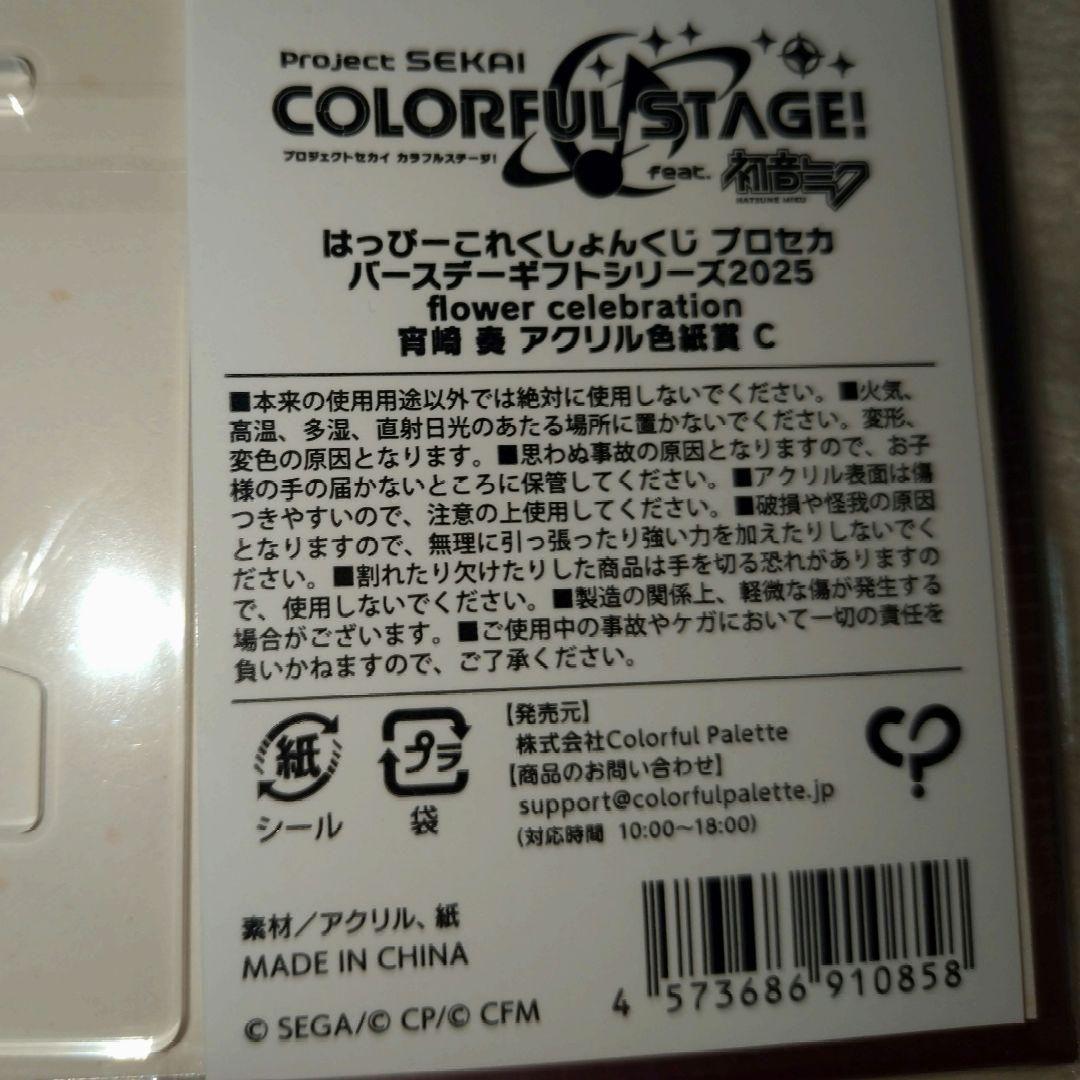 Project SEKAI
COLORFUL STAGE!
プロジェクトセカイ カラフルステージ!
feat. 初音ミク
HATSUNE MIKU
はっぴーこれくしょんくじ プロセカ
バースデーギフトシリーズ2025
flower celebration
宵崎 奏 アクリル色紙賞 C
■本来の使用用途以外では絶対に使用しないでください。■火気、
高温、多湿、直射日光のあたる場所に置かないでください。変形、
変色の原因となります。■思わぬ事故の原因となりますので、お子
様の手の届かないところに保管してください。■アクリル表面は傷
つきやすいので、注意の上使用してください。■破損や怪我の原因
となりますので、無理に引っ張ったり強い力を加えたりしないでく
ださい。■割れたり欠けたりした商品は手を切る恐れがありますの
で、使用しないでください。■製造の関係上、軽微な傷が発生する
場合がございます。■ご使用中の事故やケガにおいて一切の責任を
負いかねますので、ご了承ください。
紙
シール
プラ
袋
【発売元】
株式会社Colorful Palette
【商品のお問い合わせ】
support@colorfulpalette.jp
(対応時間 10:00～18:00)
素材／アクリル、紙
MADE IN CHINA
© SEGA/© CP/© CFM
4 573686 910858